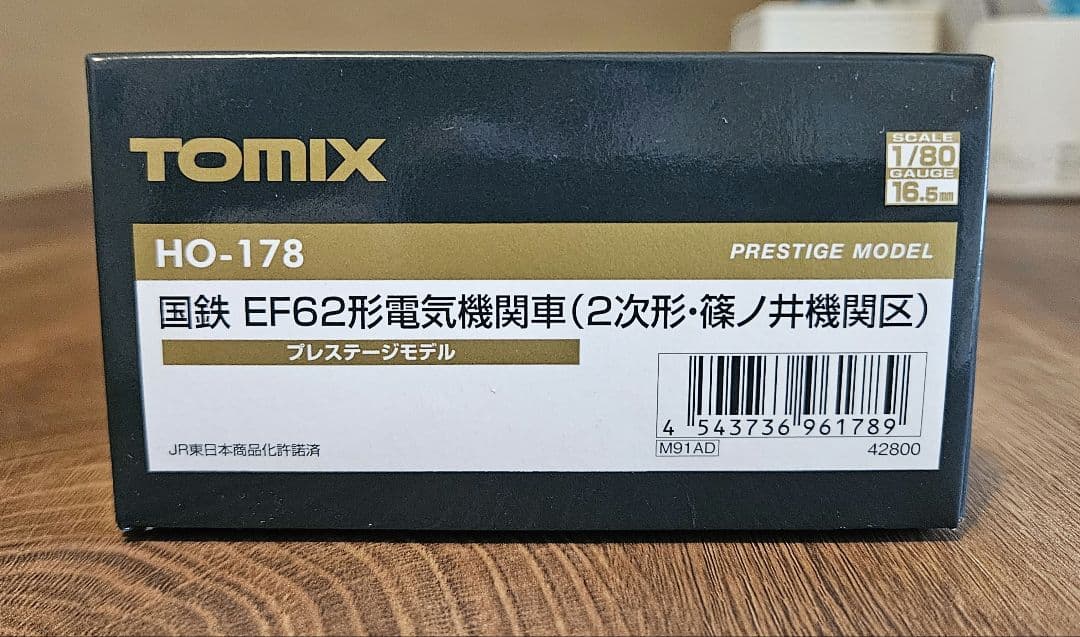 TOMIX
SCALE
1/80
GAUGE
16.5mm
HO-178
PRESTIGE MODEL
国鉄 EF62形電気機関車(2次形・篠ノ井機関区)
プレステージモデル
4 543736 961789
JR東日本商品化許諾済
M91AD
42800